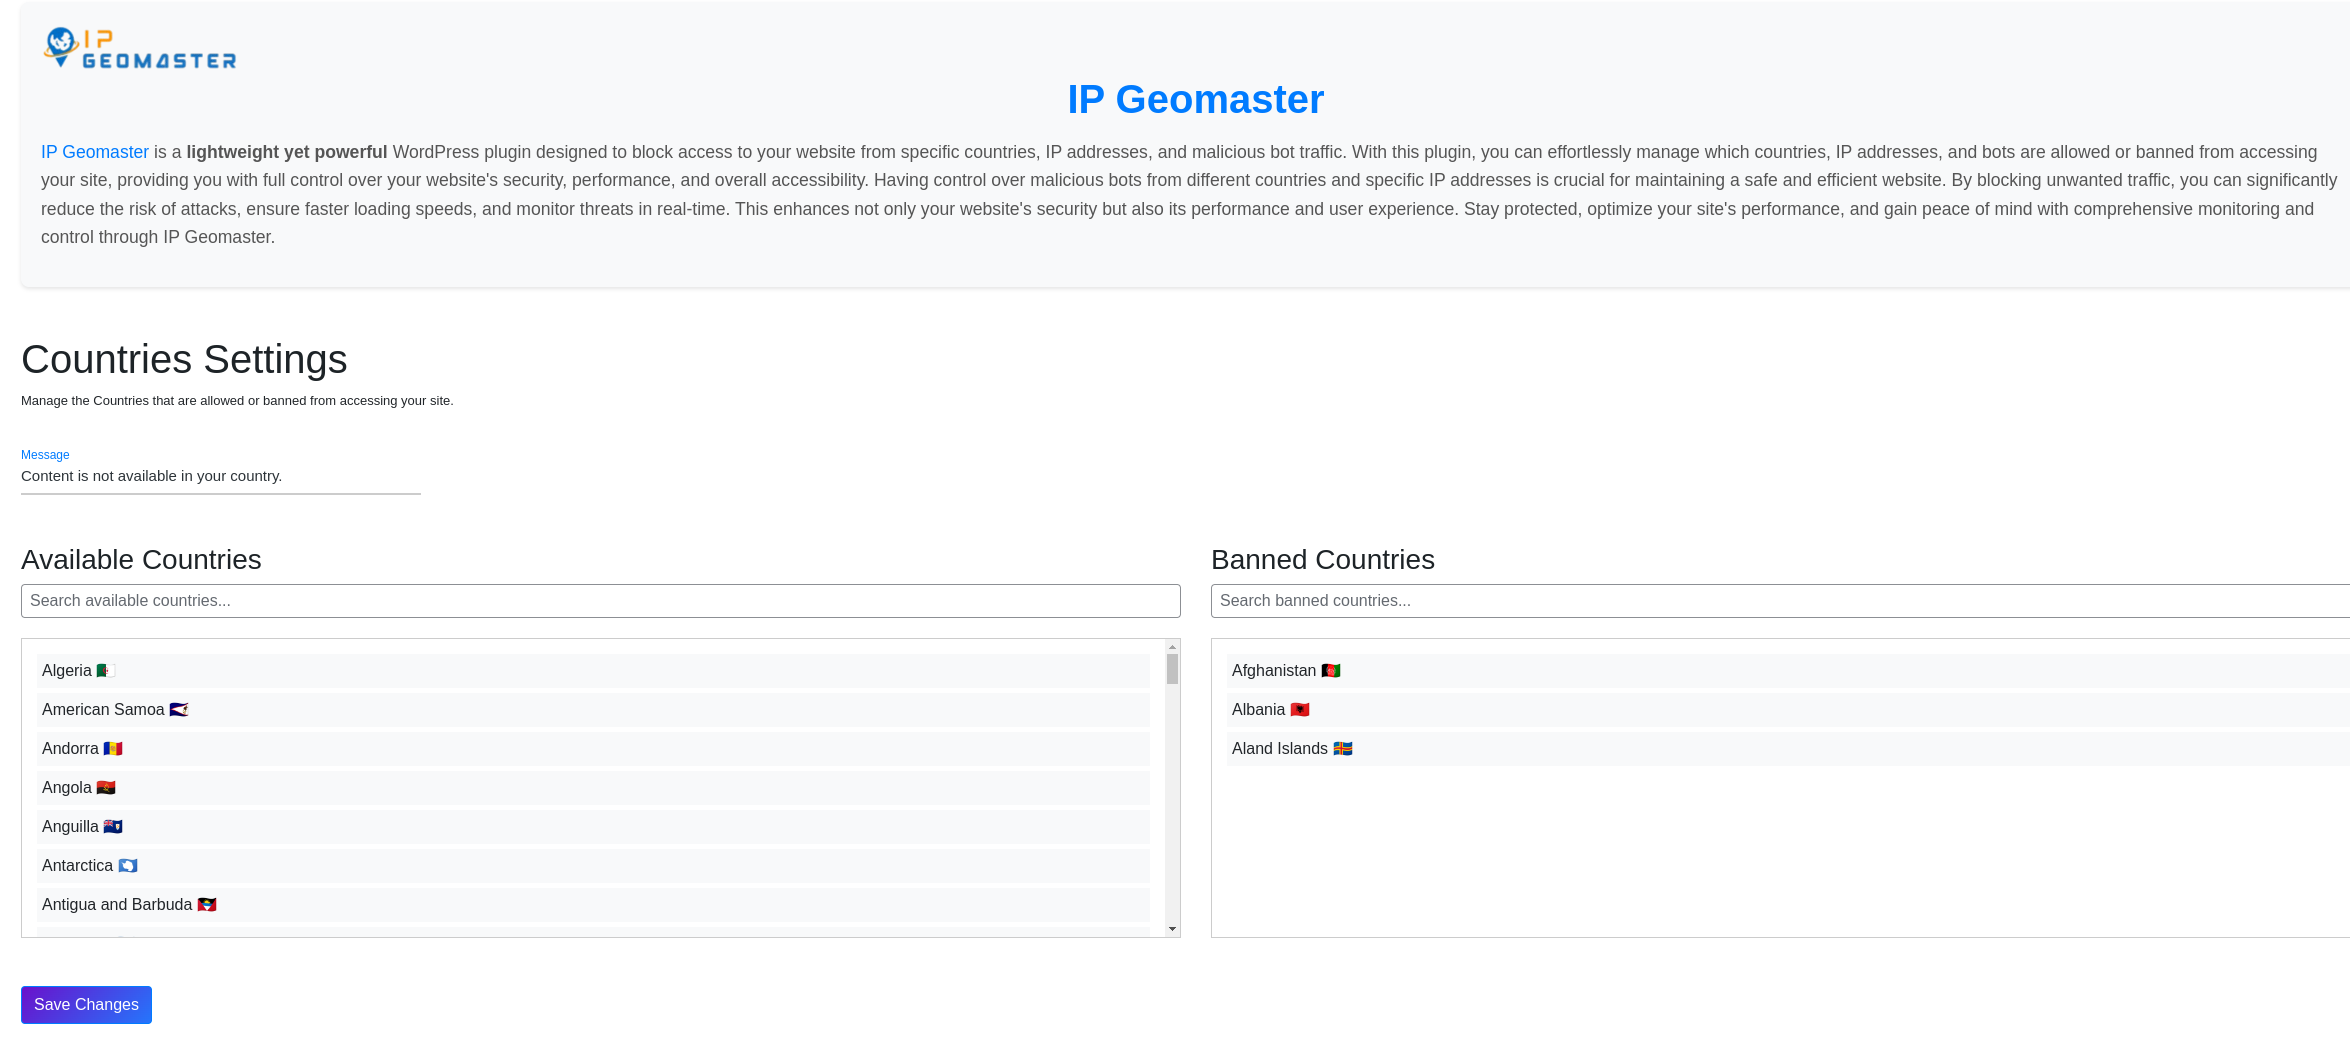 IP
GEOMASTER
IP Geomaster
IP Geomaster is a lightweight yet powerful WordPress plugin designed to block access to your website from specific countries, IP addresses, and malicious bot traffic. With this plugin, you can effortlessly manage which countries, IP addresses, and bots are allowed or banned from accessing
your site, providing you with full control over your website's security, performance, and overall accessibility. Having control over malicious bots from different countries and specific IP addresses is crucial for maintaining a safe and efficient website. By blocking unwanted traffic, you can significantly
reduce the risk of attacks, ensure faster loading speeds, and monitor threats in real-time. This enhances not only your website's security but also its performance and user experience. Stay protected, optimize your site's performance, and gain peace of mind with comprehensive monitoring and
control through IP Geomaster.
Countries Settings
Manage the Countries that are allowed or banned from accessing your site.
Message
Content is not available in your country.
Available Countries
Search available countries...
Algeria 🇩🇿
American Samoa 🇦🇸
Andorra 🇦🇩
Angola 🇦🇴
Anguilla 🇦🇮
Antarctica 🇦🇶
Antigua and Barbuda 🇦🇬
Banned Countries
Search banned countries...
Afghanistan 🇦🇫
Albania 🇦🇱
Aland Islands 🇦🇽
Save Changes